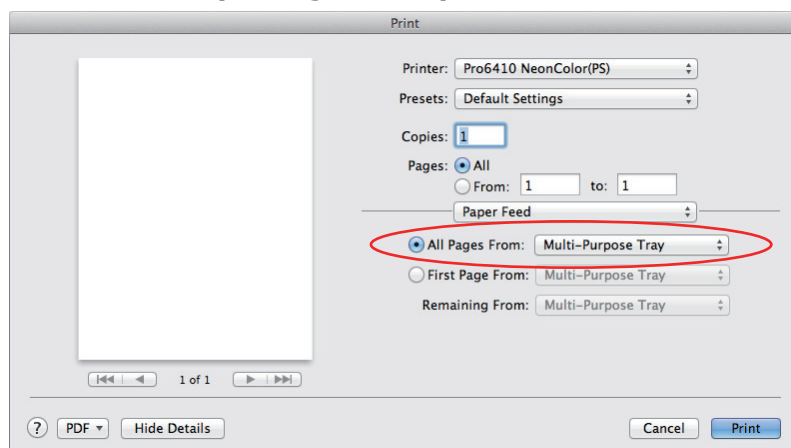 Print
Printer: Pro6410 NeonColor(PS)
Presets: Default Settings
Copies: 1
Pages: All
From: 1 to: 1
Paper Feed
All Pages From: Multi-Purpose Tray
First Page From: Multi-Purpose Tray
Remaining From: Multi-Purpose Tray
1 of 1
? PDF Hide Details Cancel Print